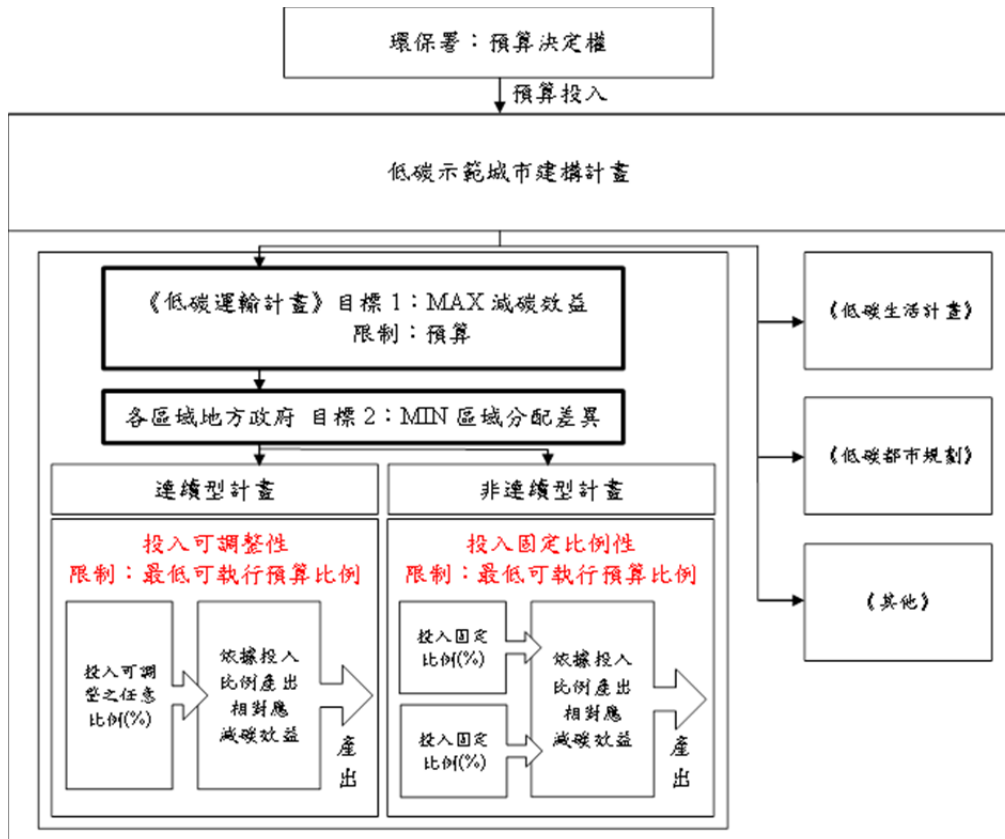 環保署：預算決定權
預算投入
低碳示範城市建構計畫
《低碳運輸計畫》目標1：MAX 減碳效益
限制：預算
各區域地方政府 目標2：MIN 區域分配差異
連續型計畫
投入可調整性
限制：最低可執行預算比例
投入可調
整之任意
比例(%)
依據投入
比例產出
相對應
減碳效益
產
出
非連續型計畫
投入固定比例性
限制：最低可執行預算比例
投入固定
比例(%)
投入固定
比例(%)
依據投入
比例產出
相對應
減碳效益
產
出
《低碳生活計畫》
《低碳都市規劃》
《其他》